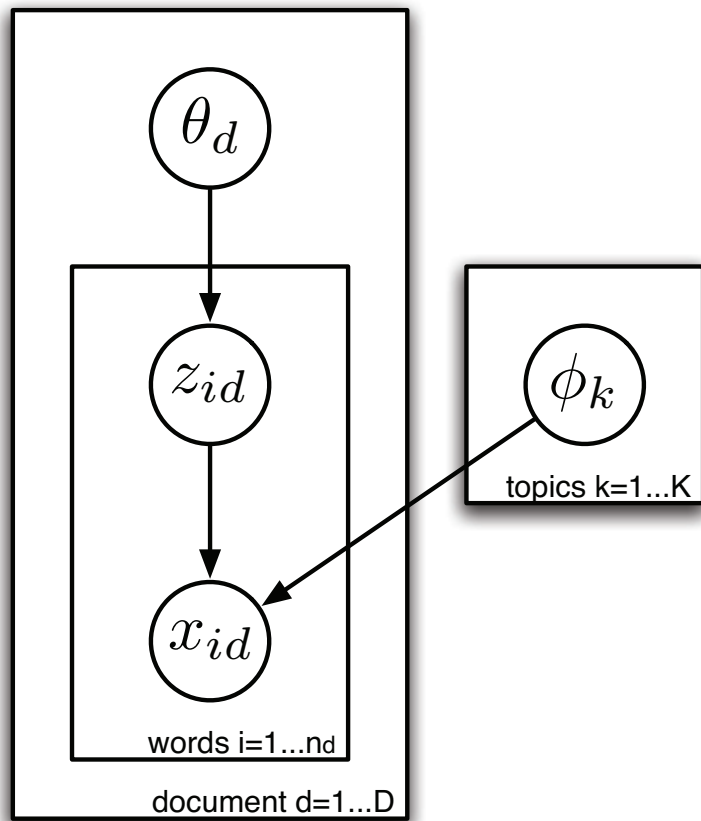 θd
zid
ϕk
topics k=1...K
xid
words i=1...nd
document d=1...D